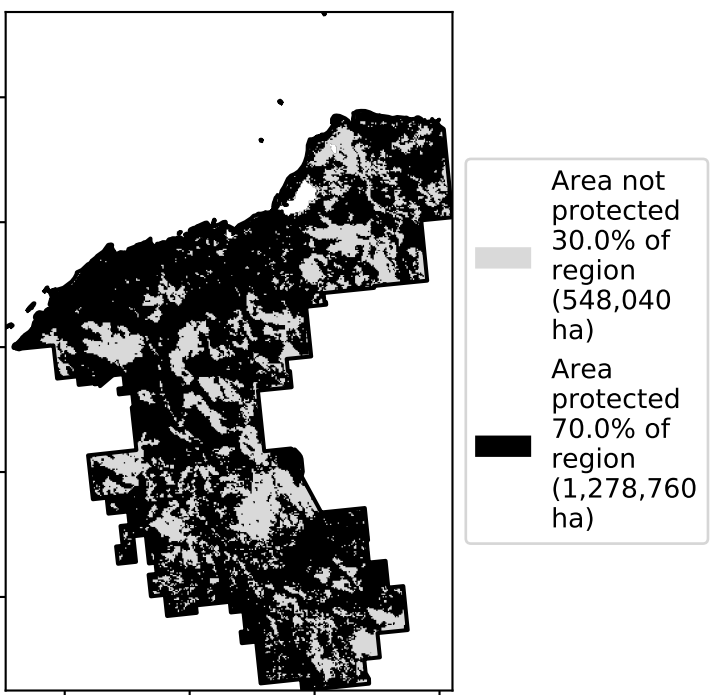 Area not
protected
30.0% of
region
(548,040
ha)
Area
protected
70.0% of
region
(1,278,760
ha)